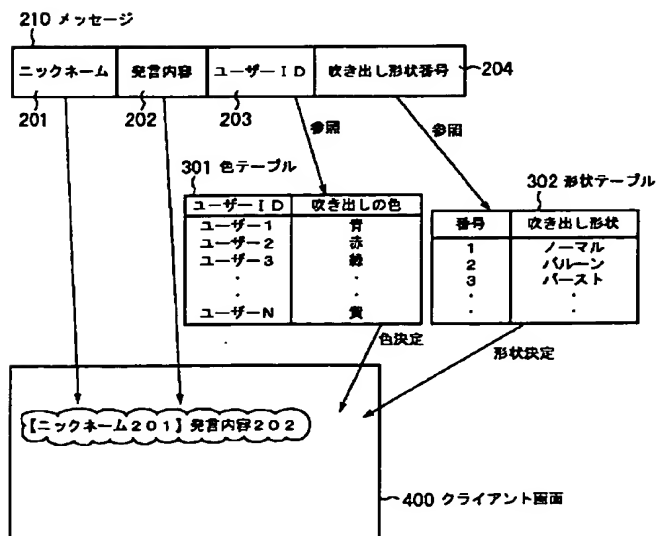 210 メッセージ
ニックネーム 発言内容 ユーザーID 吹き出し形状番号 204
201 202 203
参照 参照
301 色テーブル
302 形状テーブル
ユーザーID 吹き出しの色
番号 吹き出し形状
ユーザー1 青
1 ノーマル
ユーザー2 赤
2 バルーン
ユーザー3 緑
3 バースト
・ ・
・ ・
・ ・
・ ・
ユーザーN 黄
色決定
形状決定
【ニックネーム201】発言内容202
400 クライアント画面